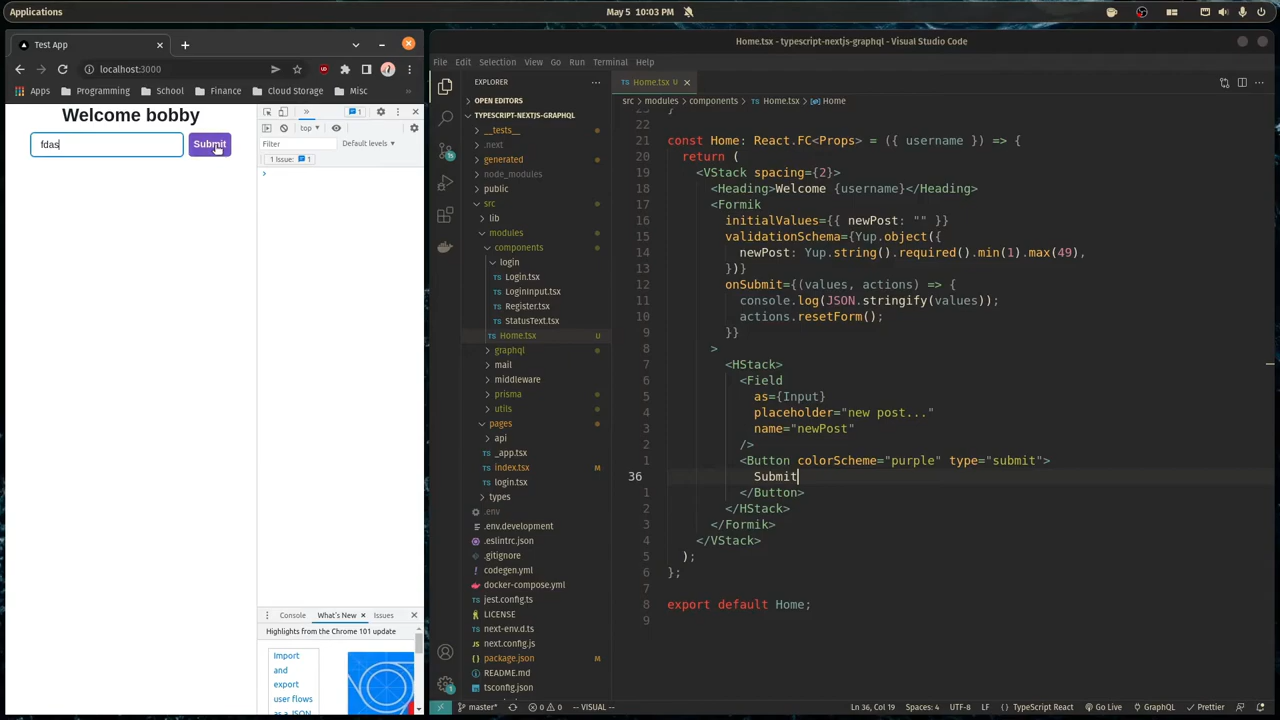 Applications
May 5 10:03 PM
Test App
localhost:3000
Apps
Programming
School
Finance
Cloud Storage
Misc
Welcome bobby
fdas
Submit
top
Filter
Default levels
1 Issue:
1
1
Console
What's New
Issues
Highlights from the Chrome 101 update
Import
and
export
user flows
as a JSON
Home.tsx - typescript-nextjs-graphql - Visual Studio Code
File
Edit
Selection
View
Go
Run
Terminal
Help
EXPLORER
OPEN EDITORS
TYPESCRIPT-NEXTJS-GRAPHQL
__tests__
.next
generated
node_modules
public
src
lib
modules
components
login
Login.tsx
LoginInput.tsx
Register.tsx
StatusText.tsx
Home.tsx U
graphql
mail
middleware
prisma
utils
pages
api
_app.tsx
index.tsx M
login.tsx
types
.env
.env.development
.eslintrc.json
.gitignore
codegen.yml
docker-compose.yml
jest.config.ts
LICENSE
next-env.d.ts
next.config.js
package.json M
README.md
tsconfig.json
TS Home.tsx U
src > modules > components > TS Home.tsx > Home
23 }
22
21 const Home: React.FC<Props> = ({ username }) => {
20 return (
19 <VStack spacing={2}>
18 <Heading>Welcome {username}</Heading>
17 <Formik
16 initialValues={{ newPost: "" }}
15 validationSchema={Yup.object({
14 newPost: Yup.string().required().min(1).max(49),
13 })}
12 onSubmit={(values, actions) => {
11 console.log(JSON.stringify(values));
10 actions.resetForm();
9 }}
8 >
7 <HStack>
6 <Field
5 as={Input}
4 placeholder="new post..."
3 name="newPost"
2 />
1 <Button colorScheme="purple" type="submit">
36 Submit
1 </Button>
2 </HStack>
3 </Formik>
4 </VStack>
5 );
6 };
7
8 export default Home;
9
master*
0
0
-- VISUAL --
Ln 36, Col 19
Spaces: 4
UTF-8
LF
TypeScript React
Go Live
GraphQL
Prettier